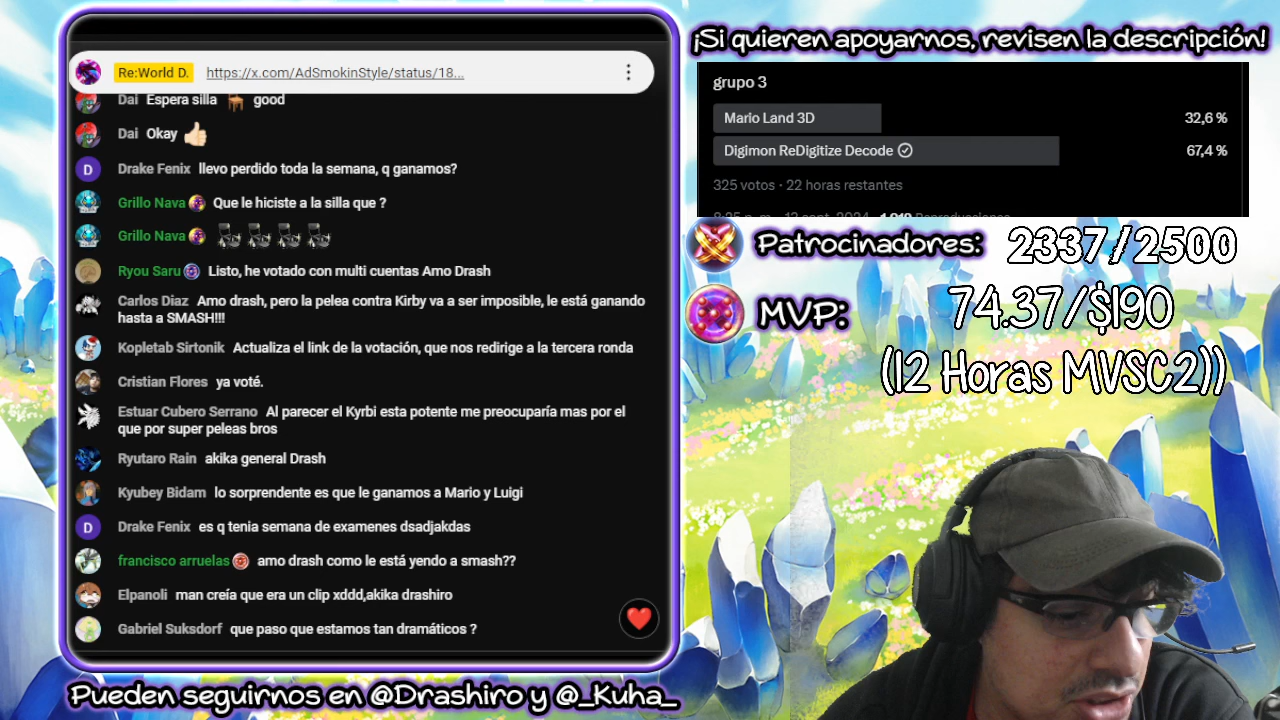 Re:World D. https://x.com/AdSmokinStyle/status/18...
Dai Espera silla good
Dai Okay
D Drake Fenix llevo perdido toda la semana, q ganamos?
Grillo Nava Que le hiciste a la silla que ?
Grillo Nava
Ryou Saru Listo, he votado con multi cuentas Amo Drash
Carlos Diaz Amo drash, pero la pelea contra Kirby va a ser imposible, le está ganando
hasta a SMASH!!!
Kopletab Sirtonik Actualiza el link de la votación, que nos redirige a la tercera ronda
Cristian Flores ya voté.
Estuar Cubero Serrano Al parecer el Kyrbi esta potente me preocuparía mas por el
que por super peleas bros
Ryutaro Rain akika general Drash
Kyubey Bidam lo sorprendente es que le ganamos a Mario y Luigi
D Drake Fenix es q tenia semana de examenes dsadjakdas
francisco arruelas amo drash como le está yendo a smash??
Elpanoli man creía que era un clip xddd,akika drashiro
Gabriel Suksdorf que paso que estamos tan dramáticos ?
Pueden seguirnos en @Drashiro y @_Kuha_
¡Si quieren apoyarnos, revisen la descripción!
grupo 3
Mario Land 3D 32,6 %
Digimon ReDigitize Decode 67,4 %
325 votos · 22 horas restantes
Patrocinadores: 2337/2500
MVP: 74.37/$190
(12 Horas MVSC2))